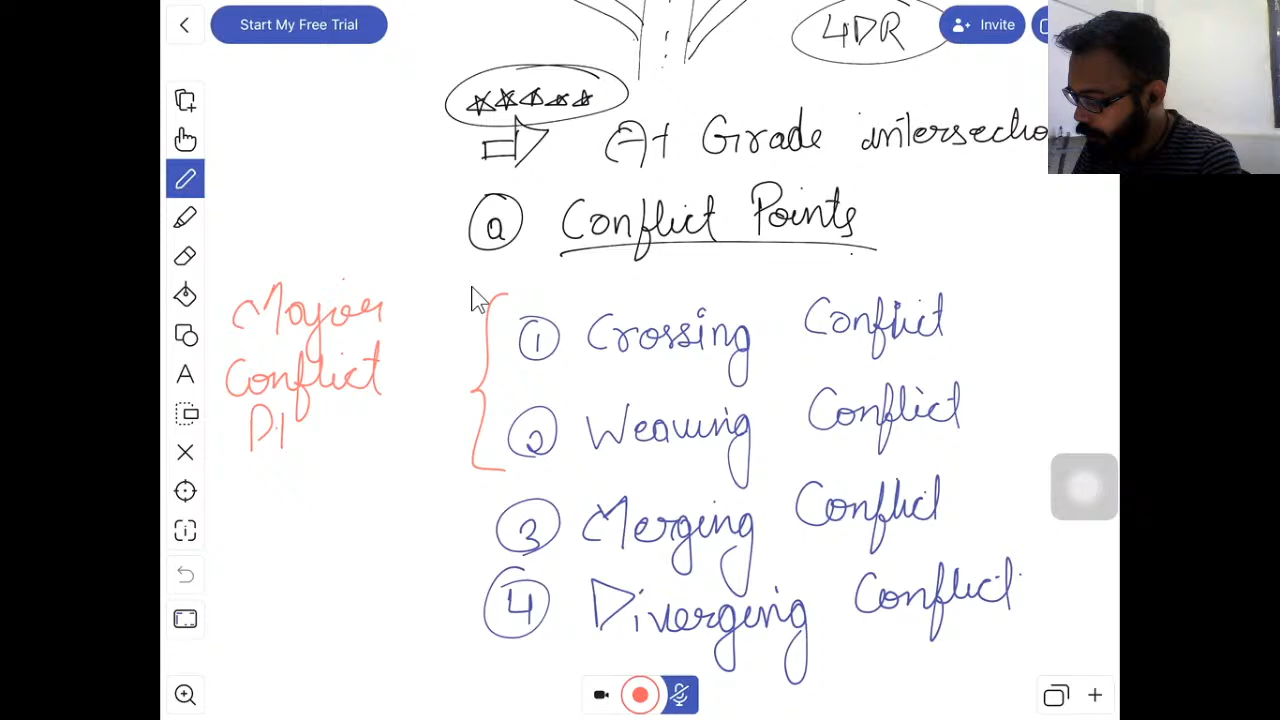 Start My Free Trial
Invite
4DR
At Grade intersectio
a Conflict Points
Major
Conflict
Pt
1 Crossing Conflict
2 Weaving Conflict
3 Merging Conflict
4 Diverging Conflict